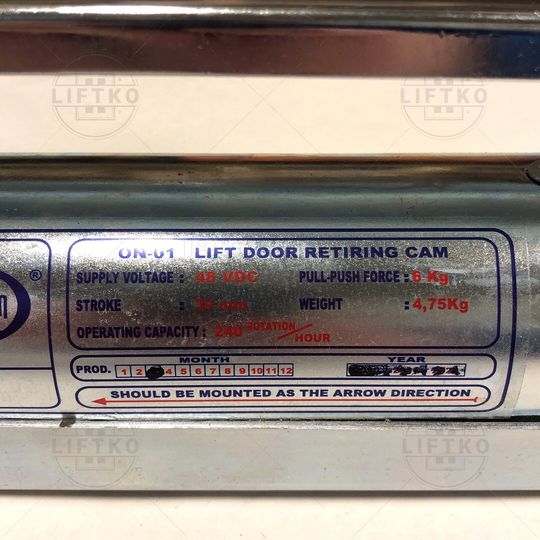 LIFTKO LIFTKO
ON-01 LIFT DOOR RETIRING CAM
SUPPLY VOLTAGE : 48 VDC PULL-PUSH FORCE : 6 Kg
STROKE : mm WEIGHT : 4,75Kg
OPERATING CAPACITY : 240 ROTATION/HOUR
MONTH YEAR
PROD. 1 2 4 5 6 7 8 9 10 11 12
SHOULD BE MOUNTED AS THE ARROW DIRECTION
®
LIFTKO LIFTKO